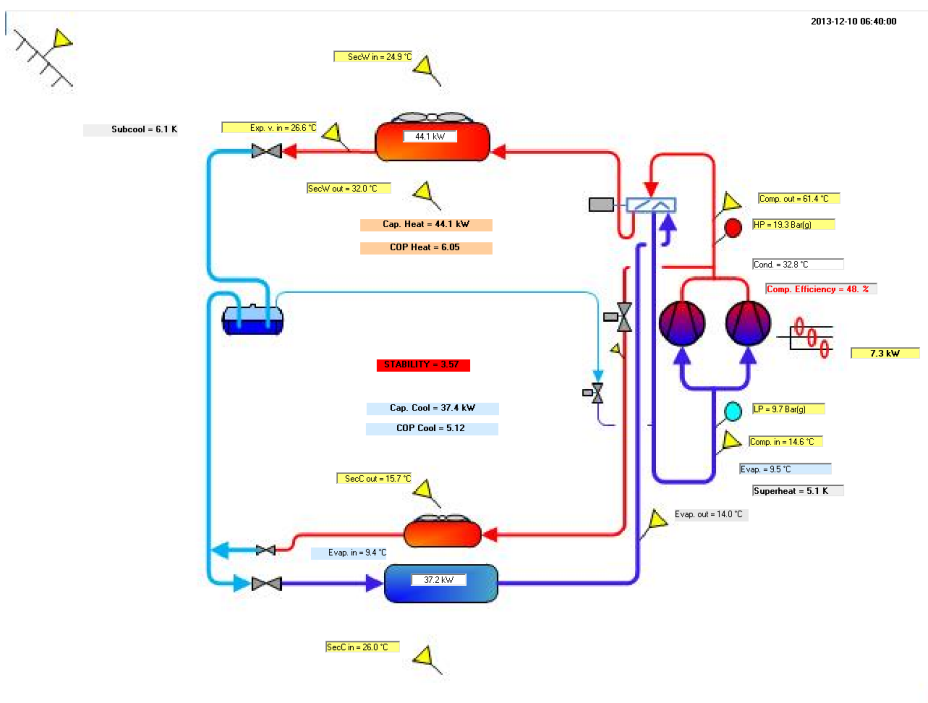 2013-12-10 06:40:00
SecW in = 24.9 °C
Subcool = 6.1 K
Exp. v. in = 26.6 °C
44.1 kW
SecW out = 32.0 °C
Comp. out = 61.4 °C
Cap. Heat = 44.1 kW
HP = 19.3 Bar(g)
COP Heat = 6.05
Cond. = 32.8 °C
Comp. Efficiency = 48. %
7.3 kW
STABILITY = 3.57
Cap. Cool = 37.4 kW
LP = 9.7 Bar(g)
COP Cool = 5.12
Comp. in = 14.6 °C
Evap. = 9.5 °C
SecC out = 15.7 °C
Superheat = 5.1 K
Evap. out = 14.0 °C
Evap. in = 9.4 °C
37.2 kW
SecC in = 26.0 °C